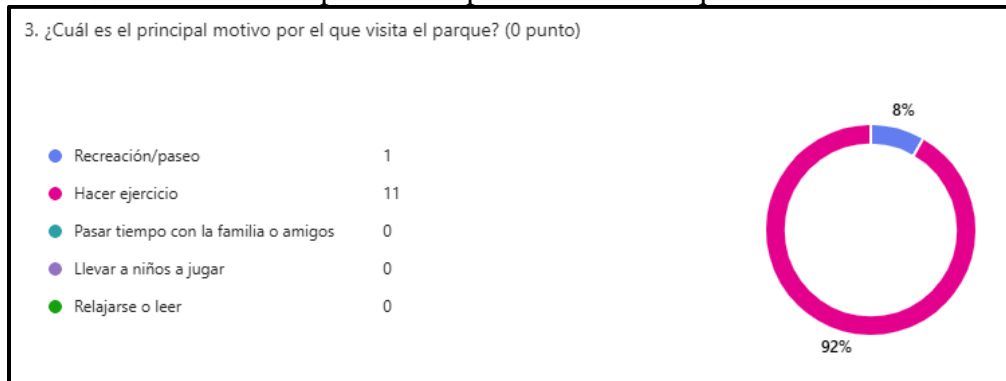 3. ¿Cuál es el principal motivo por el que visita el parque? (0 punto)
8%
Recreación/paseo 1
Hacer ejercicio 11
Pasar tiempo con la familia o amigos 0
Llevar a niños a jugar 0
Relajarse o leer 0
92%